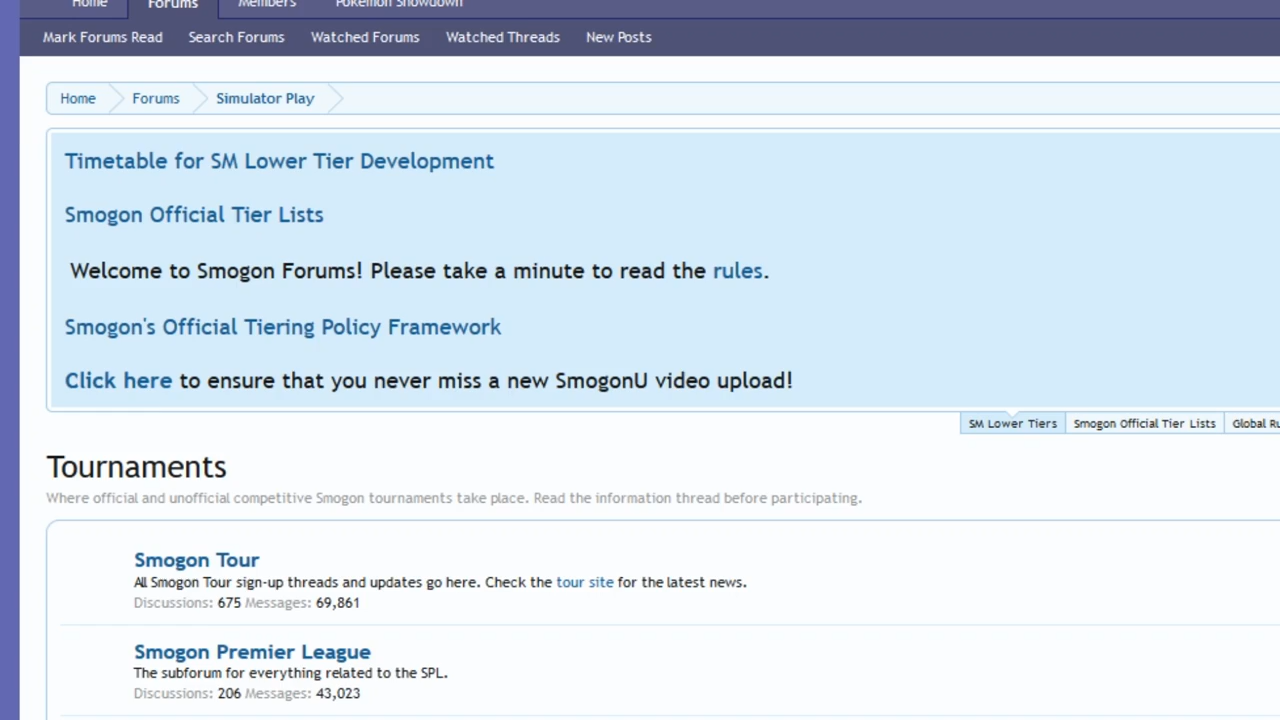 Home Forums Members Pokémon Showdown
Mark Forums Read Search Forums Watched Forums Watched Threads New Posts
Home Forums Simulator Play
Timetable for SM Lower Tier Development
Smogon Official Tier Lists
Welcome to Smogon Forums! Please take a minute to read the rules.
Smogon's Official Tiering Policy Framework
Click here to ensure that you never miss a new SmogonU video upload!
SM Lower Tiers Smogon Official Tier Lists Global
Tournaments
Where official and unofficial competitive Smogon tournaments take place. Read the information thread before participating.
Smogon Tour
All Smogon Tour sign-up threads and updates go here. Check the tour site for the latest news.
Discussions: 675 Messages: 69,861
Smogon Premier League
The subforum for everything related to the SPL.
Discussions: 206 Messages: 43,023